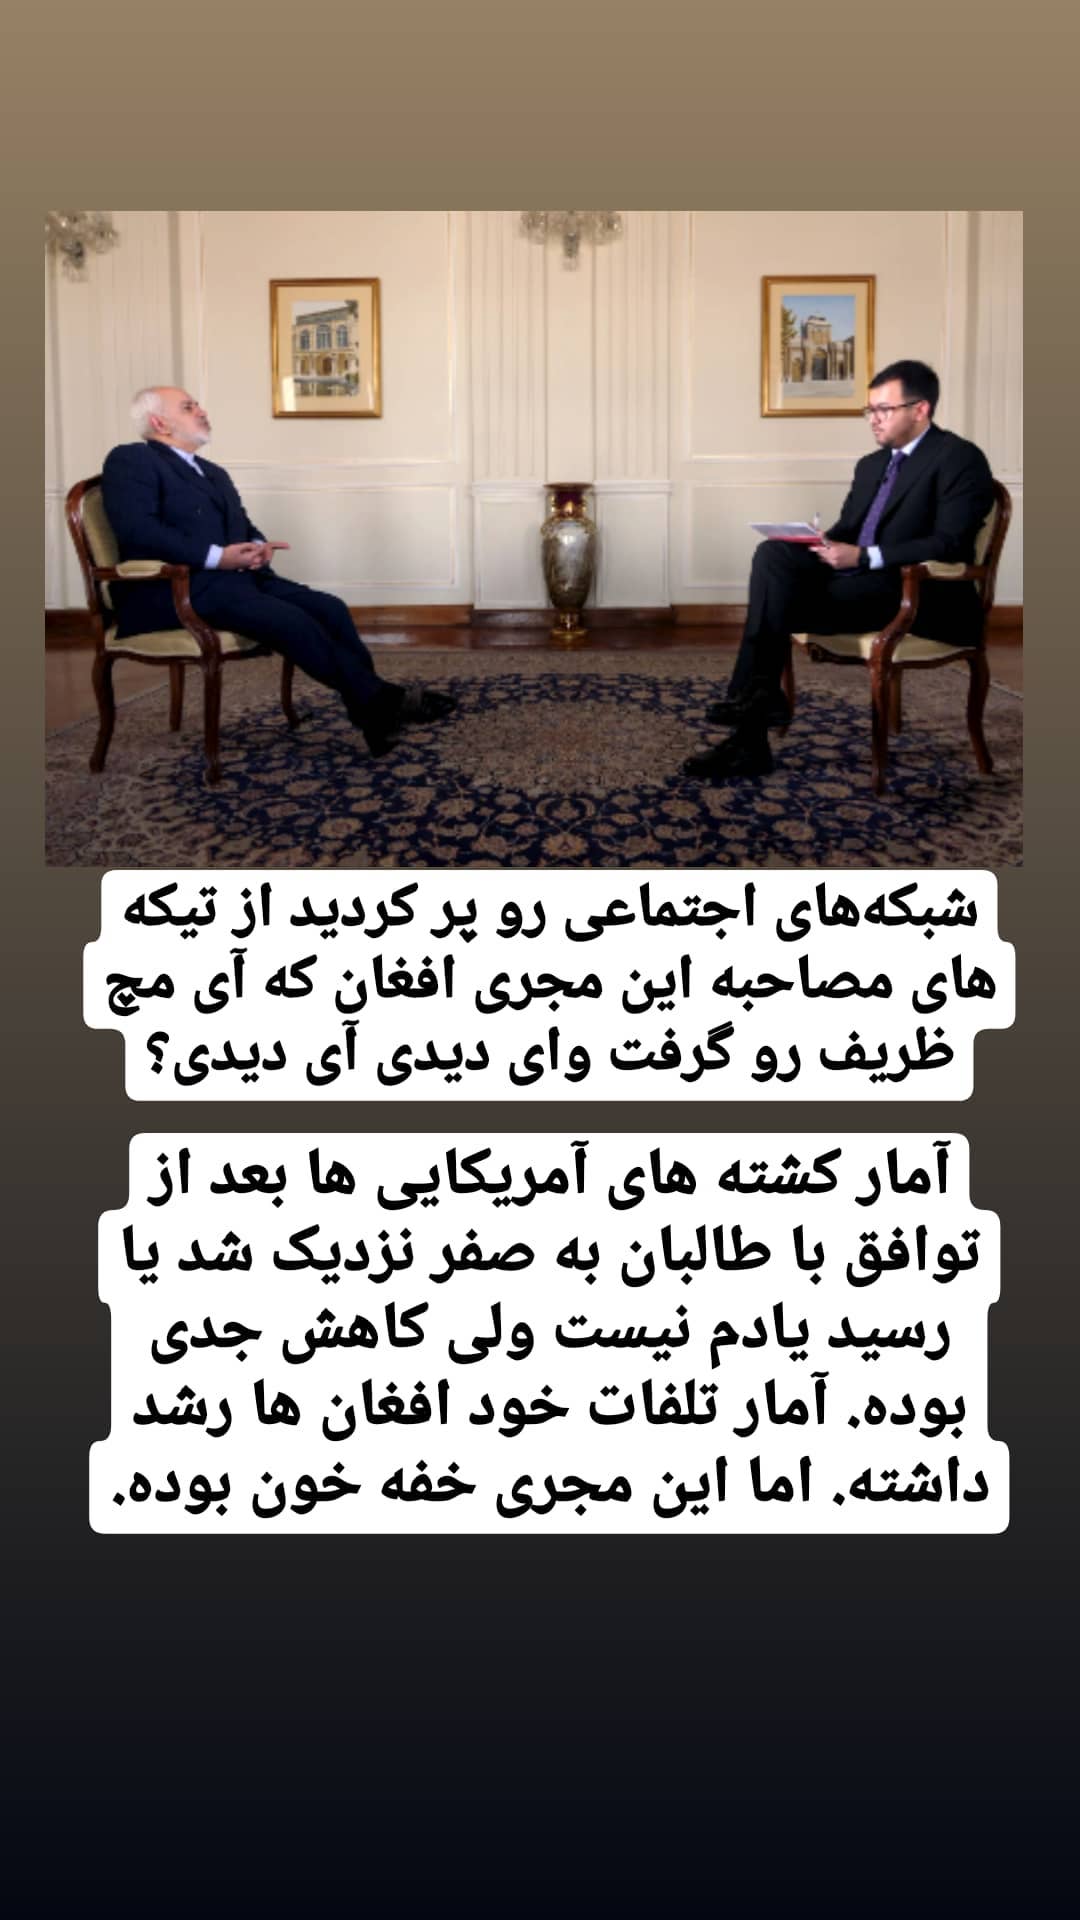 شبکه‌های اجتماعی رو پر کردید از تیکه
های مصاحبه این مجری افغان که آی مچ
ظریف رو گرفت وای دیدی آی دیدی؟
آمار کشته های آمریکایی ها بعد از
توافق با طالبان به صفر نزدیک شد یا
رسید یادم نیست ولی کاهش جدی
بوده. آمار تلفات خود افغان ها رشد
داشته. اما این مجری خفه خون بوده.